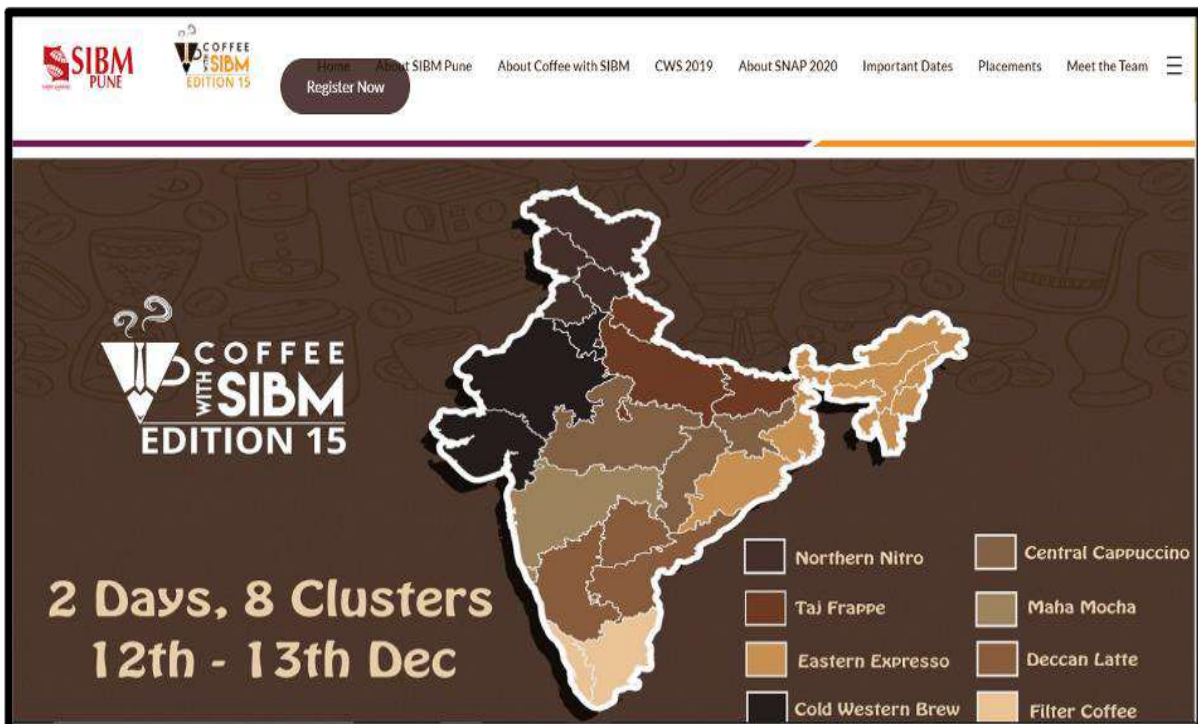 SIBM
PUNE
COFFEE
WITH SIBM
EDITION 15
Home About SIBM Pune About Coffee with SIBM CWS 2019 About SNAP 2020 Important Dates Placements Meet the Team
Register Now
COFFEE
WITH SIBM
EDITION 15
2 Days, 8 Clusters
12th - 13th Dec
Northern Nitro
Central Cappuccino
Taj Frappe
Maha Mocha
Eastern Expresso
Deccan Latte
Cold Western Brew
Filter Coffee